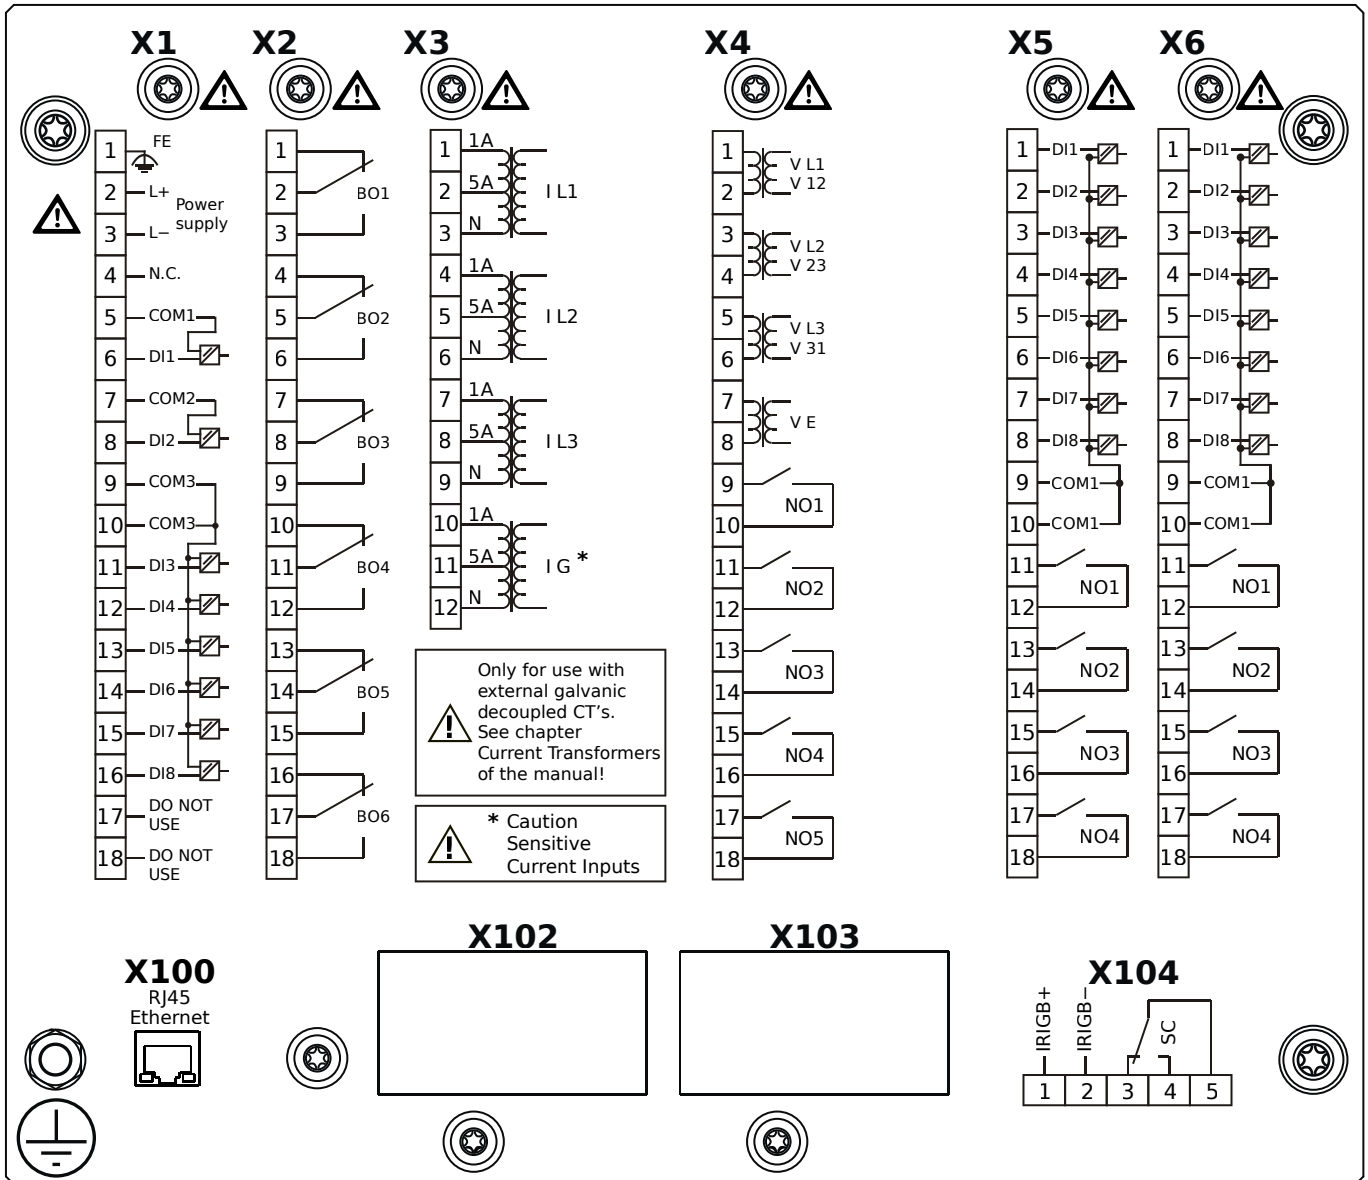 X1
X2
X3
X4
X5
X6
1 FE
2 L+
Power
supply
3 L−
4 N.C.
5 COM1
6 DI1
7 COM2
8 DI2
9 COM3
10 COM3
11 DI3
12 DI4
13 DI5
14 DI6
15 DI7
16 DI8
17 DO NOT
USE
18 DO NOT
USE
1
2 BO1
3
4
5 BO2
6
7
8 BO3
9
10
11 BO4
12
13
14 BO5
15
16
17 BO6
18
1 1A
2 5A I L1
3 N
4 1A
5 5A I L2
6 N
7 1A
8 5A I L3
9 N
10 1A
11 5A I G *
12 N
Only for use with
external galvanic
decoupled CT's.
See chapter
Current Transformers
of the manual!
* Caution
Sensitive
Current Inputs
1 V L1
2 V 12
3 V L2
4 V 23
5 V L3
6 V 31
7 V E
8
9
10 NO1
11
12 NO2
13
14 NO3
15
16 NO4
17
18 NO5
1 DI1
2 DI2
3 DI3
4 DI4
5 DI5
6 DI6
7 DI7
8 DI8
9 COM1
10 COM1
11
12 NO1
13
14 NO2
15
16 NO3
17
18 NO4
1 DI1
2 DI2
3 DI3
4 DI4
5 DI5
6 DI6
7 DI7
8 DI8
9 COM1
10 COM1
11
12 NO1
13
14 NO2
15
16 NO3
17
18 NO4
X100
RJ45
Ethernet
X102
X103
X104
IRIGB+
IRIGB−
SC
1 2 3 4 5